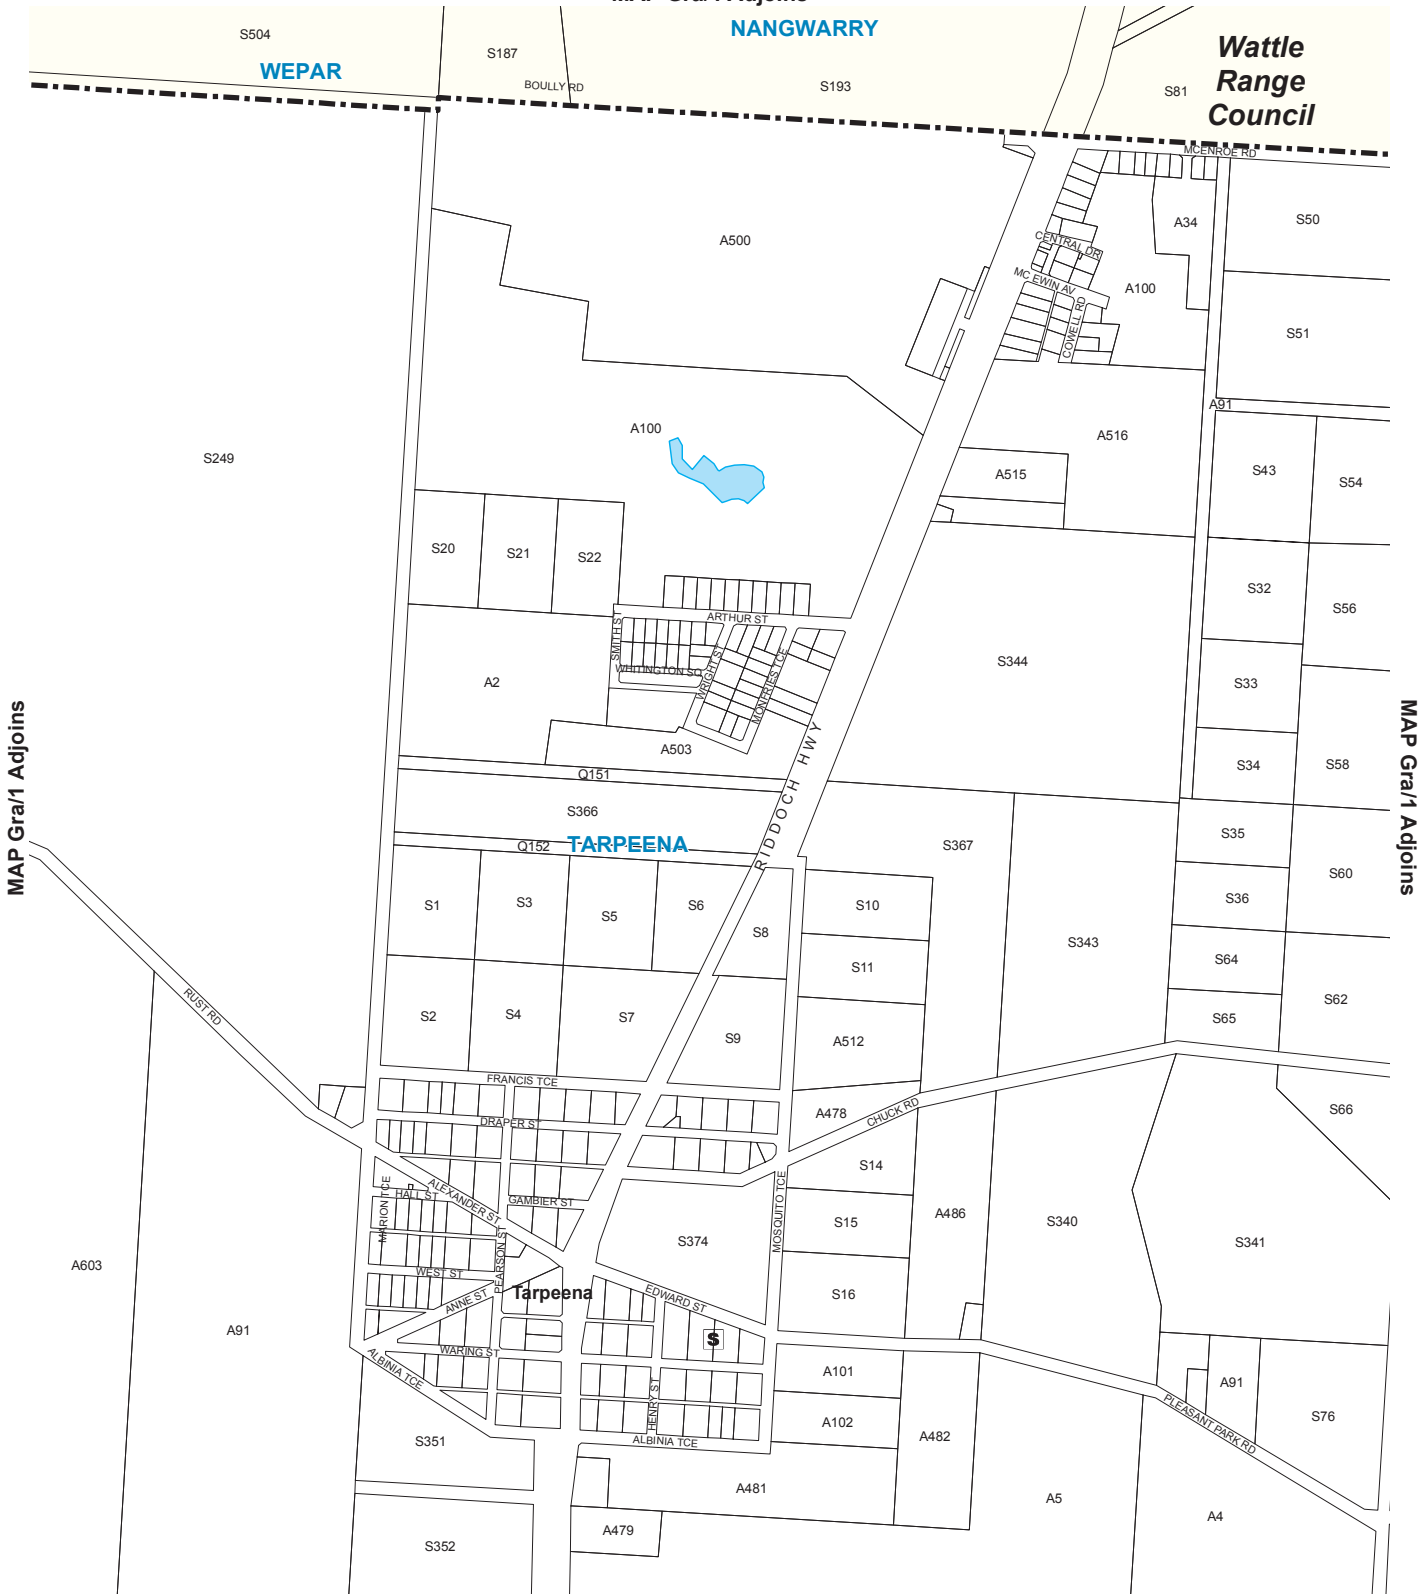 MAP Gra/1 Adjoins
S504
S187
NANGWARRY
WEPAR
BOULLY RD
S193
S81
Wattle
Range
Council
MCENROE RD
A500
A34
S50
CENTRAL DR
MC EWIN AV
A100
COWELL RD
S51
A91
A100
A516
S249
A515
S43
S54
S20
S21
S22
S32
S56
ARTHUR ST
SMITH ST
WHITINGTON SQ
WRIGHT ST
MONFRIES TCE
A2
S344
S33
A503
Q151
S34
S58
MAP Gra/1 Adjoins
MAP Gra/1 Adjoins
RIDDOCH HWY
S366
Q152
TARPEENA
S367
S35
S60
S1
S3
S5
S6
S8
S10
S36
S343
S11
S64
RUST RD
S2
S4
S7
S9
A512
S62
S65
FRANCIS TCE
DRAPER ST
A478
CHUCK RD
S66
S14
ALEXANDER ST
HALL ST
MARION TCE
GAMBIER ST
MOSQUITO TCE
S15
A486
S340
S341
S374
PEARSON ST
A603
WEST ST
ANNE ST
Tarpeena
EDWARD ST
S16
A91
S
WARING ST
ALBINIA TCE
HENRY ST
A101
A91
PLEASANT PARK RD
S76
A102
A482
S351
ALBINIA TCE
A481
A5
A4
A479
S352